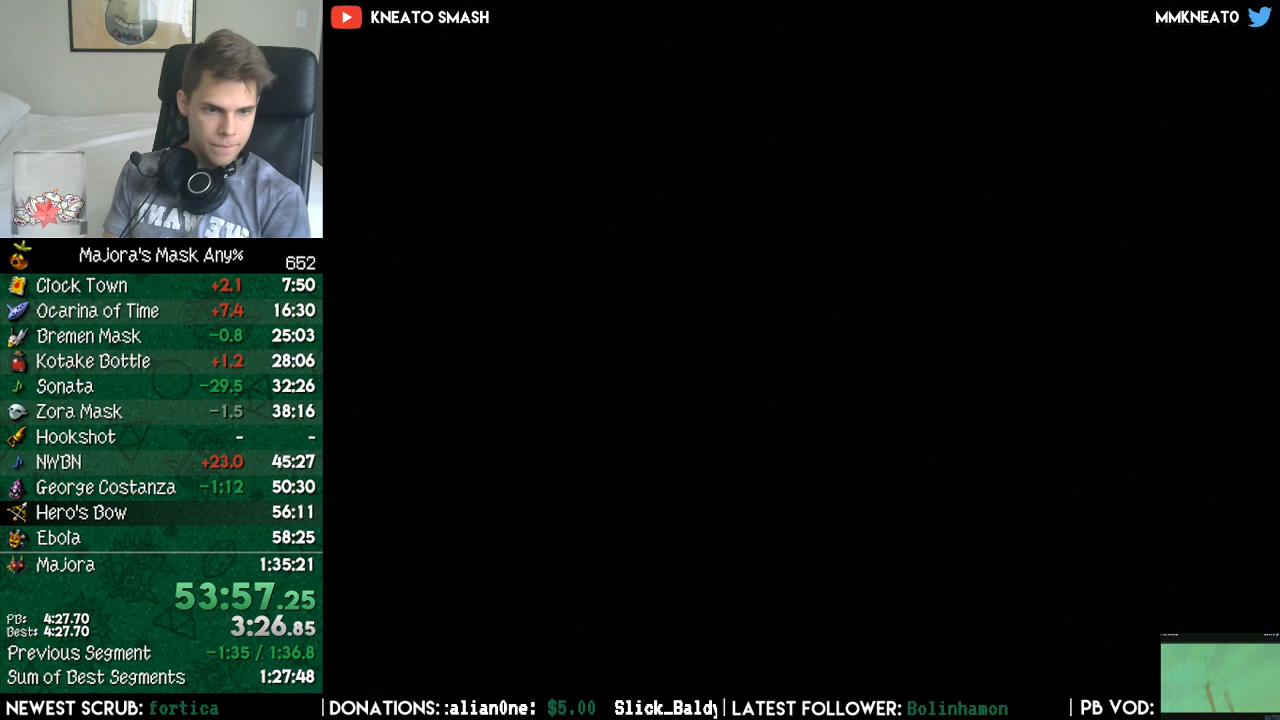 KNEATO SMASH
MMKNEATO
THE WANT
Majora's Mask Any%
652
Clock Town +2.1 7:50
Ocarina of Time +7.4 16:30
Bremen Mask -0.8 25:03
Kotake Bottle +1.2 28:06
Sonata -29.5 32:26
Zora Mask -1.5 38:16
Hookshot - -
NWBN +23.0 45:27
George Costanza -1:12 50:30
Hero's Bow 56:11
Ebola 58:25
Majora 1:35:21
53:57.25
PB: 4:27.70
Best: 4:27.70
3:26.85
Previous Segment -1:35 / 1:36.8
Sum of Best Segments 1:27:48
NEWEST SCRUB: fortica | DONATIONS: :alian0ne: $5.00 Slick_Baldy | LATEST FOLLOWER: Bolinhamon | PB VOD: